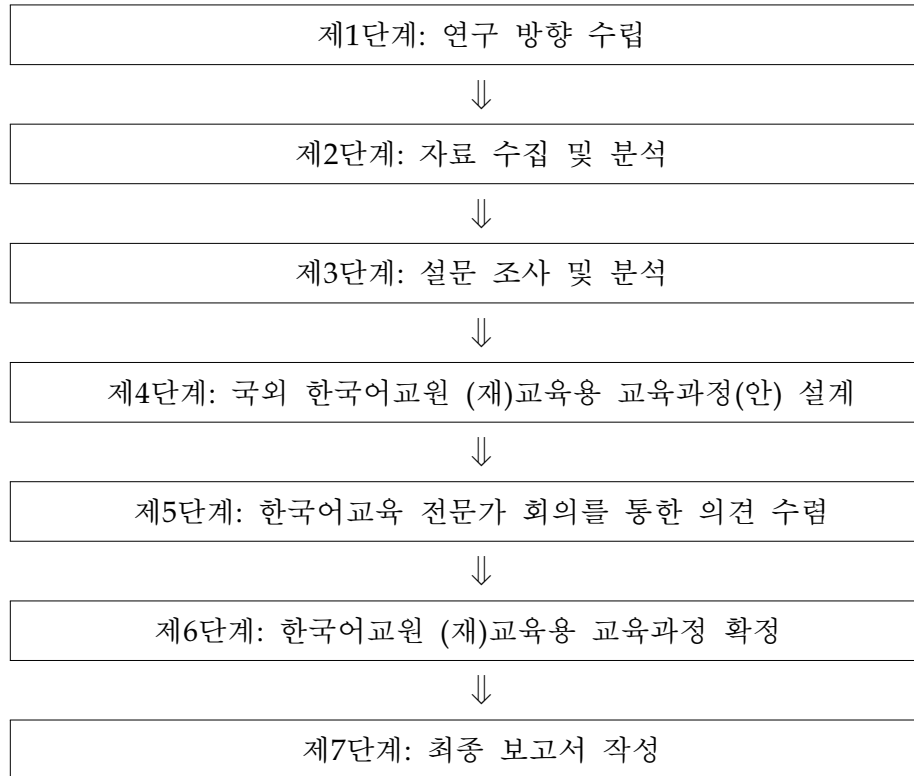 제1단계: 연구 방향 수립
⇓
제2단계: 자료 수집 및 분석
⇓
제3단계: 설문 조사 및 분석
⇓
제4단계: 국외 한국어교원 (재)교육용 교육과정(안) 설계
⇓
제5단계: 한국어교육 전문가 회의를 통한 의견 수렴
⇓
제6단계: 한국어교원 (재)교육용 교육과정 확정
⇓
제7단계: 최종 보고서 작성